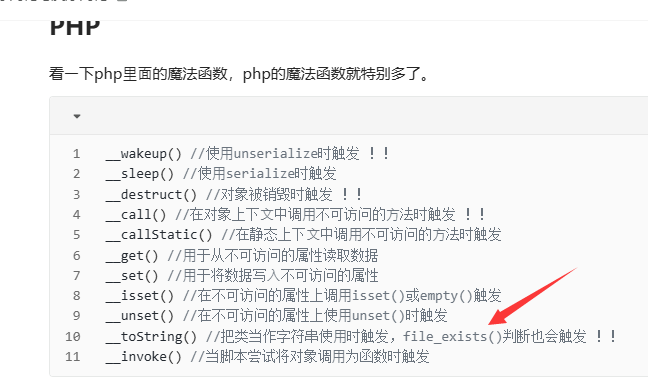 PHP
看一下php里面的魔法函数，php的魔法函数就特别多了。
1 __wakeup() //使用unserialize时触发 ！！
2 __sleep() //使用serialize时触发
3 __destruct() //对象被销毁时触发 ！！
4 __call() //在对象上下文中调用不可访问的方法时触发 ！！
5 __callStatic() //在静态上下文中调用不可访问的方法时触发
6 __get() //用于从不可访问的属性读取数据
7 __set() //用于将数据写入不可访问的属性
8 __isset() //在不可访问的属性上调用isset()或empty()触发
9 __unset() //在不可访问的属性上使用unset()时触发
10 __toString() //把类当作字符串使用时触发，file_exists()判断也会触发 ！！
11 __invoke() //当脚本尝试将对象调用为函数时触发